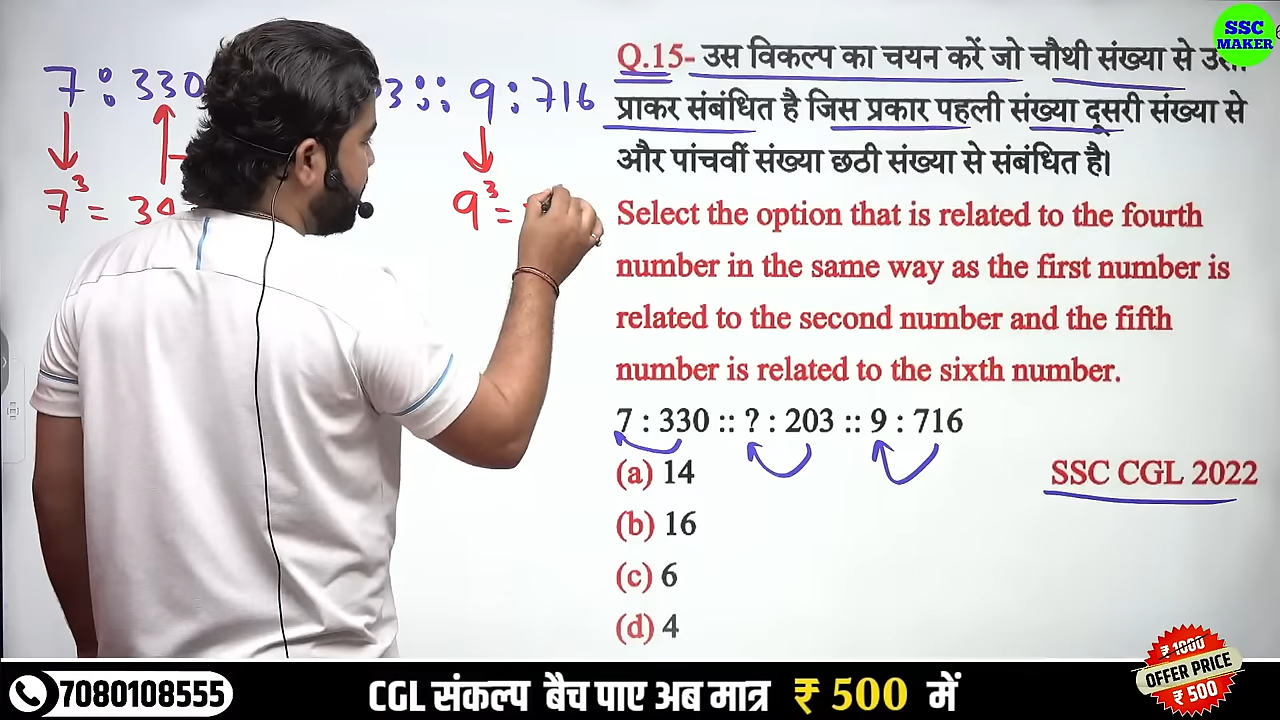 SSC
MAKER
7 : 330
3 :: 9 : 716
7³ = 34
9³ =
Q.15- उस विकल्प का चयन करें जो चौथी संख्या से
प्राकर संबंधित है जिस प्रकार पहली संख्या दूसरी संख्या से
और पांचवीं संख्या छठी संख्या से संबंधित है।
Select the option that is related to the fourth
number in the same way as the first number is
related to the second number and the fifth
number is related to the sixth number.
7 : 330 :: ? : 203 :: 9 : 716
(a) 14
SSC CGL 2022
(b) 16
(c) 6
(d) 4
₹ 1000
OFFER PRICE
₹ 500
7080108555
CGL संकल्प बैच पाए अब मात्र ₹ 500 में